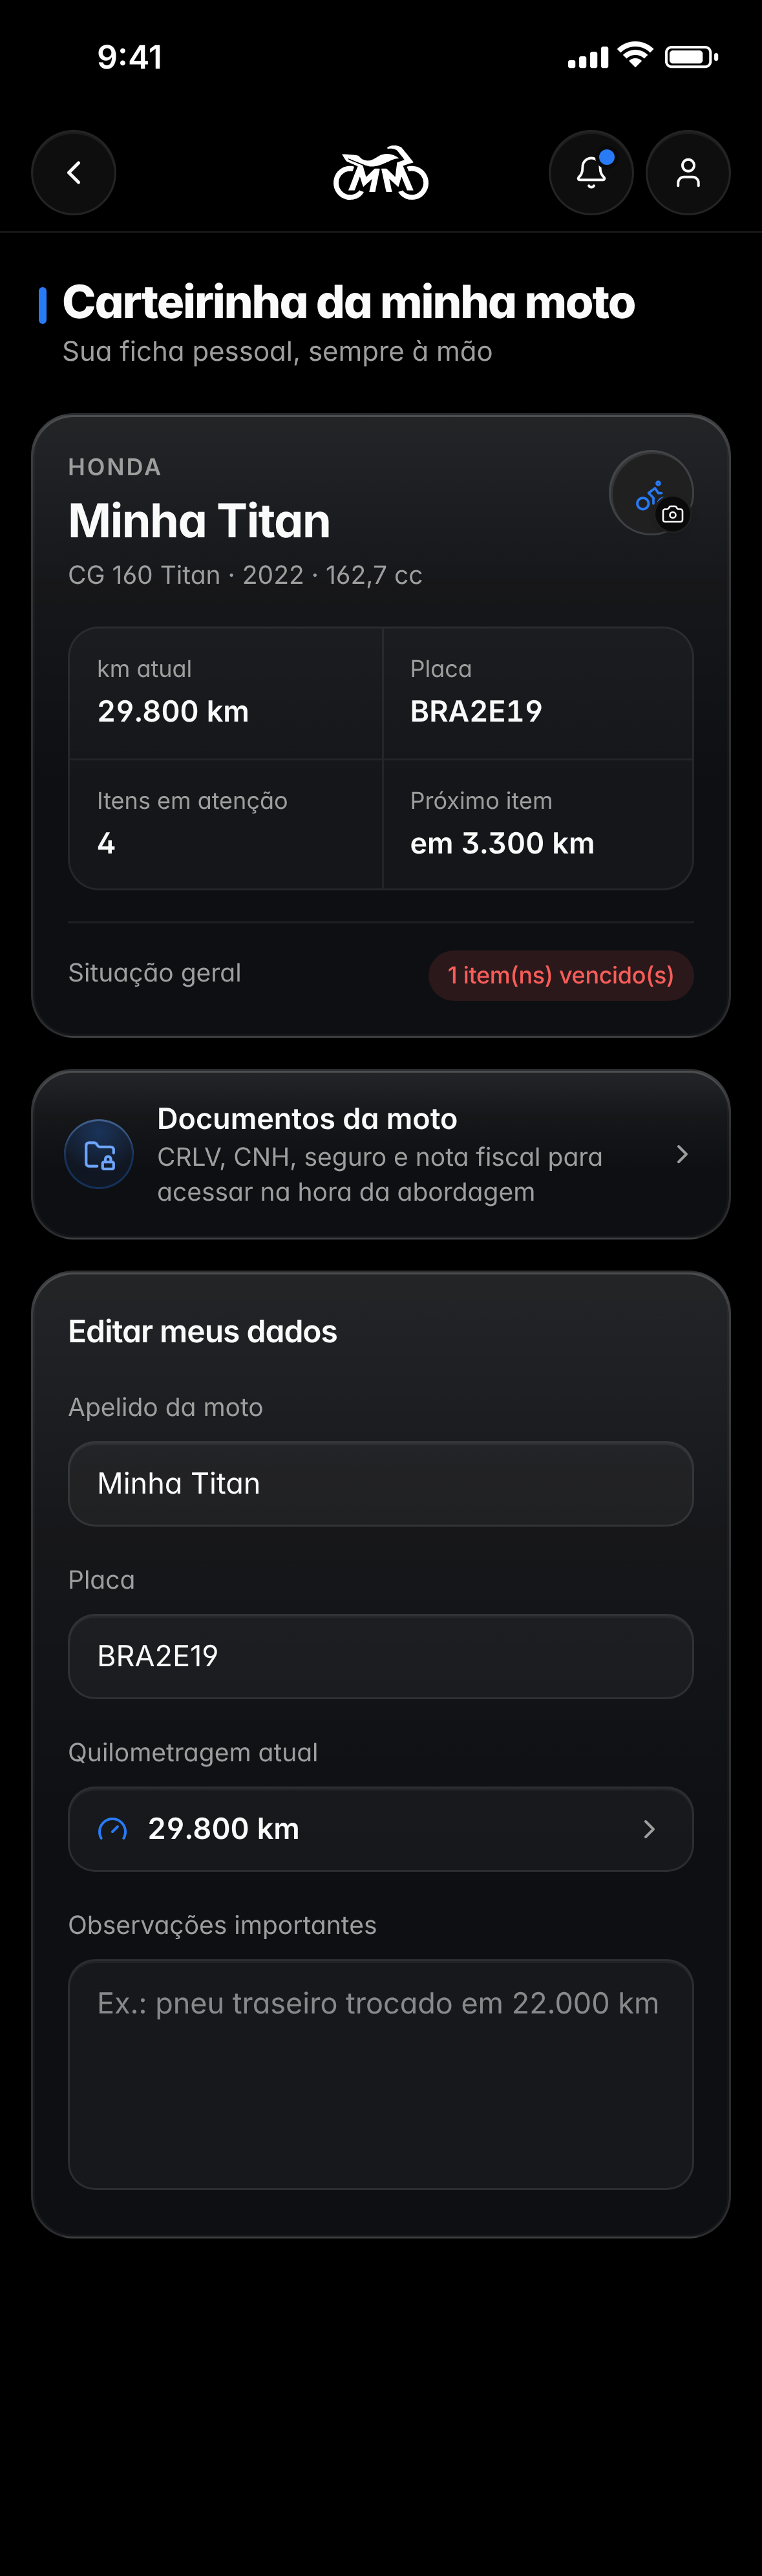 9:41
MM
Carteirinha da minha moto
Sua ficha pessoal, sempre à mão
HONDA
Minha Titan
CG 160 Titan · 2022 · 162,7 cc
km atual
29.800 km
Placa
BRA2E19
Itens em atenção
4
Próximo item
em 3.300 km
Situação geral
1 item(ns) vencido(s)
Documentos da moto
CRLV, CNH, seguro e nota fiscal para
acessar na hora da abordagem
Editar meus dados
Apelido da moto
Minha Titan
Placa
BRA2E19
Quilometragem atual
29.800 km
Observações importantes
Ex.: pneu traseiro trocado em 22.000 km